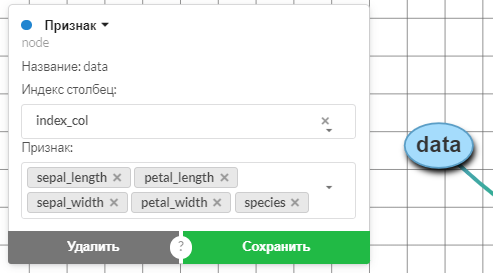 Признак
node
Название: data
Индекс столбец:
index_col
Признак:
sepal_length petal_length
sepal_width petal_width species
Удалить ? Сохранить
data